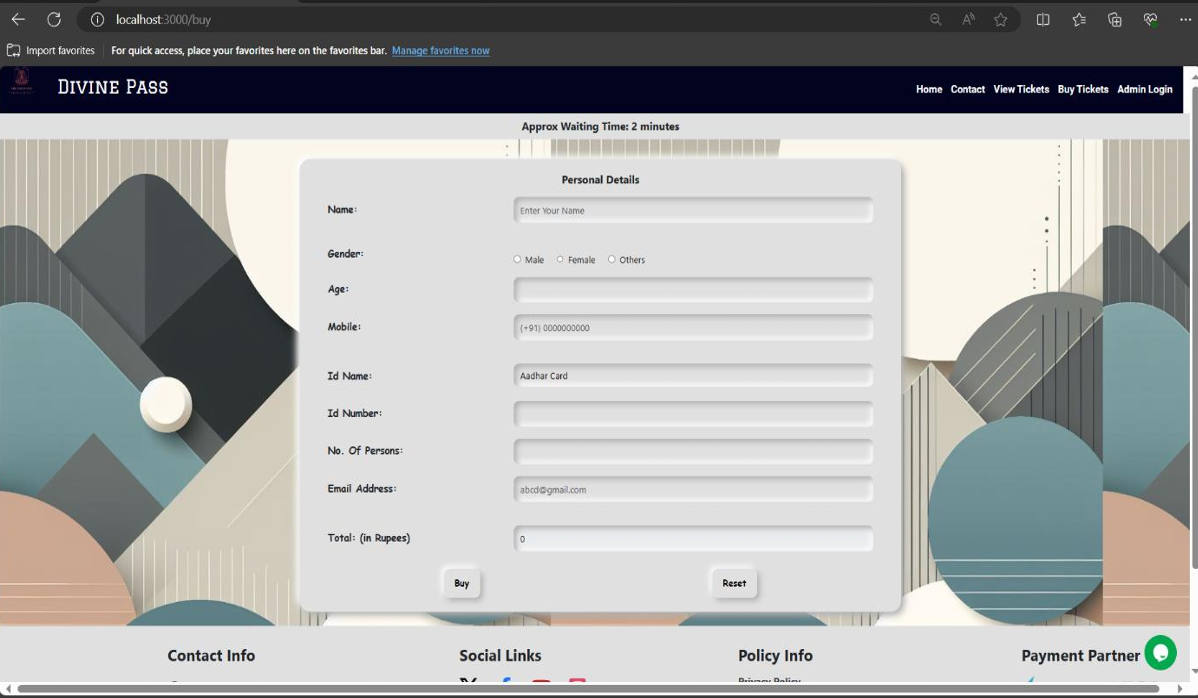 localhost:3000/buy
Import favorites For quick access, place your favorites here on the favorites bar. Manage favorites now
DIVINE PASS Home Contact View Tickets Buy Tickets Admin Login
Approx Waiting Time: 2 minutes
Personal Details
Name: Enter Your Name
Gender: Male Female Others
Age:
Mobile: (+91) 0000000000
Id Name: Aadhar Card
Id Number:
No. Of Persons:
Email Address: abcd@gmail.com
Total: (in Rupees) 0
Buy Reset
Contact Info Social Links Policy Info Payment Partner
Privacy Policy